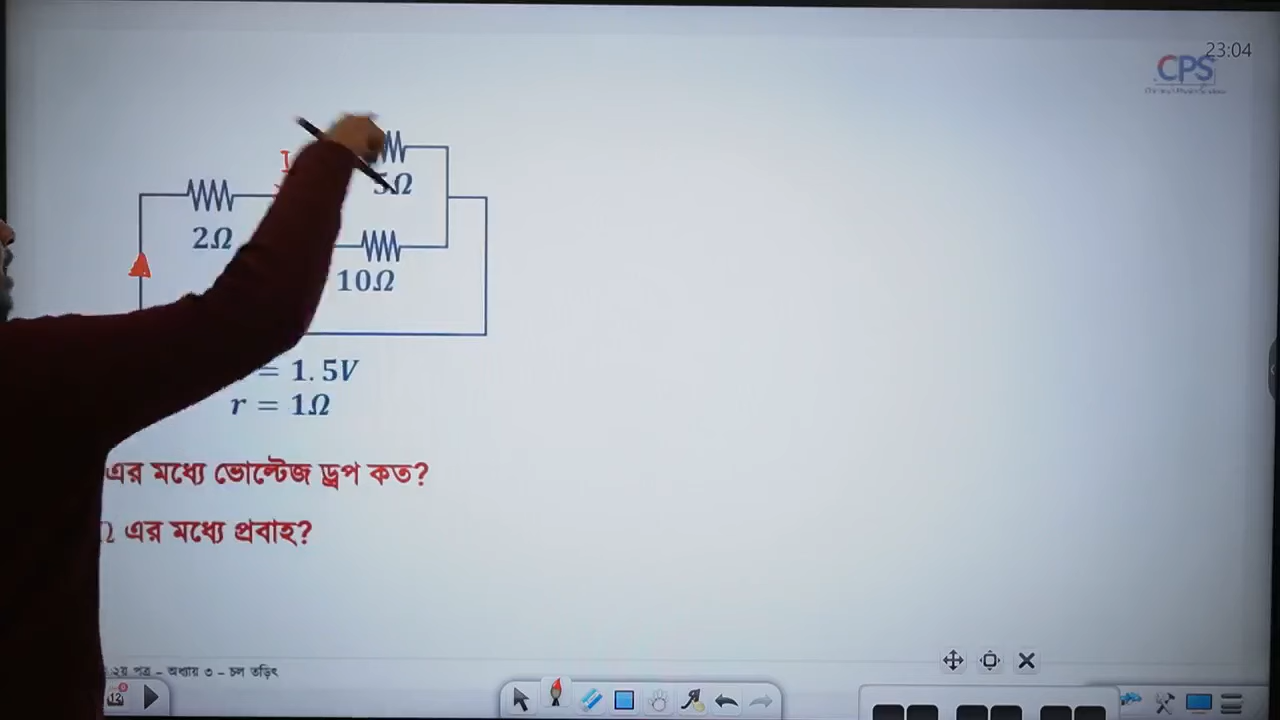 23:04
CPS
I
5Ω
2Ω
10Ω
= 1.5V
r = 1Ω
এর মধ্যে ভোল্টেজ ড্রপ কত?
Ω এর মধ্যে প্রবাহ?
২য় পত্র – অধ্যায় ৩ – চল তড়িৎ
12